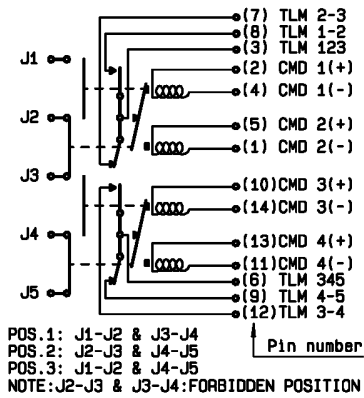 (7) TLM 2-3
(8) TLM 1-2
(3) TLM 123
J1
(2) CMD 1(+)
(4) CMD 1(-)
J2
(5) CMD 2(+)
(1) CMD 2(-)
J3
(10)CMD 3(+)
(14)CMD 3(-)
J4
(13)CMD 4(+)
(11)CMD 4(-)
(6) TLM 345
J5
(9) TLM 4-5
(12)TLM 3-4
POS.1: J1-J2 & J3-J4
Pin number
POS.2: J2-J3 & J4-J5
POS.3: J1-J2 & J4-J5
NOTE:J2-J3 & J3-J4:FORBIDDEN POSITION